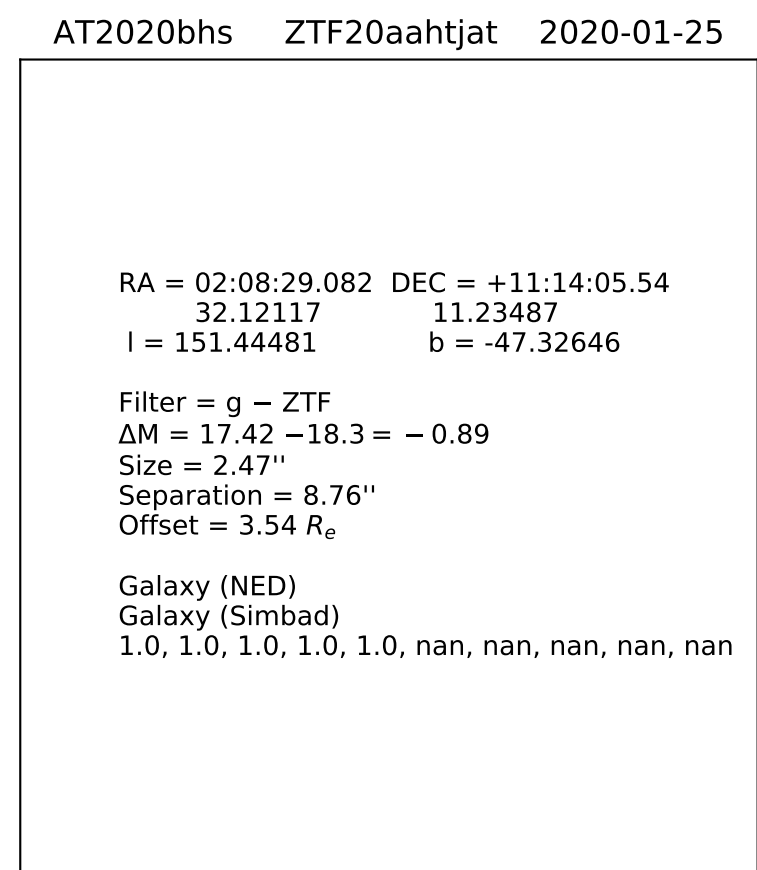 AT2020bhs ZTF20aahtjat 2020-01-25
RA = 02:08:29.082 DEC = +11:14:05.54
32.12117 11.23487
l = 151.44481 b = -47.32646
Filter = g − ZTF
ΔM = 17.42 −18.3 = −0.89
Size = 2.47''
Separation = 8.76''
Offset = 3.54 Re
Galaxy (NED)
Galaxy (Simbad)
1.0, 1.0, 1.0, 1.0, 1.0, nan, nan, nan, nan, nan